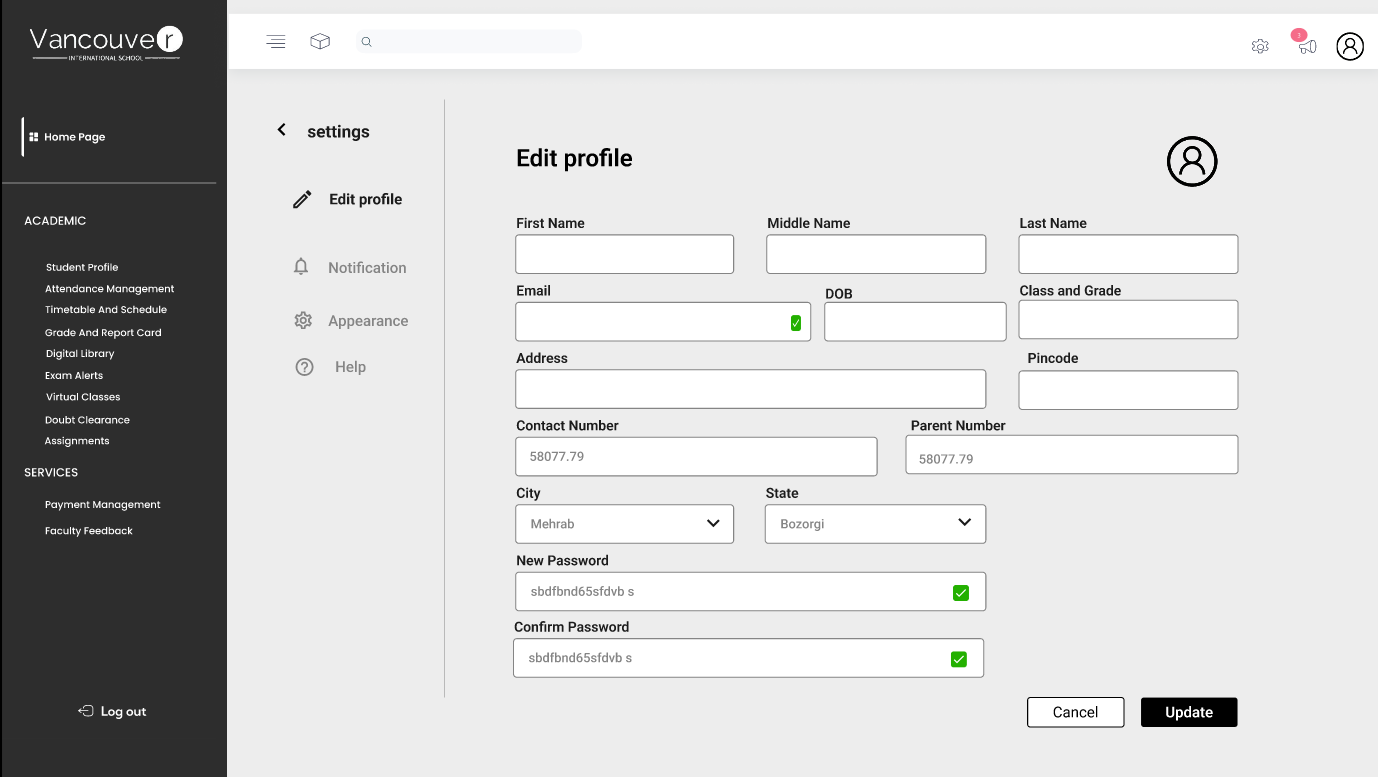 Vancouver
INTERNATIONAL SCHOOL
3
Home Page
settings
Edit profile
Edit profile
Notification
Appearance
Help
ACADEMIC
Student Profile
Attendance Management
Timetable And Schedule
Grade And Report Card
Digital Library
Exam Alerts
Virtual Classes
Doubt Clearance
Assignments
SERVICES
Payment Management
Faculty Feedback
Log out
First Name
Middle Name
Last Name
Email
DOB
Class and Grade
Address
Pincode
Contact Number
Parent Number
58077.79
58077.79
City
State
Mehrab
Bozorgi
New Password
sbdfbnd65sfdvb s
Confirm Password
sbdfbnd65sfdvb s
Cancel
Update